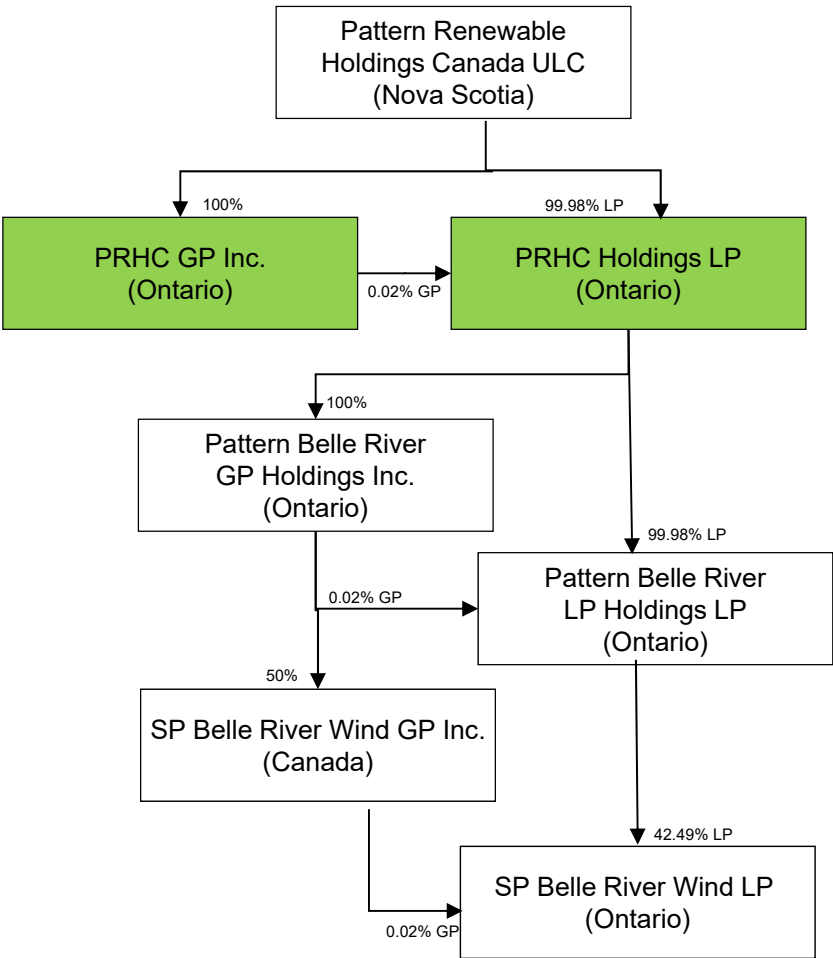 Pattern Renewable
Holdings Canada ULC
(Nova Scotia)
100%
99.98% LP
PRHC GP Inc.
(Ontario)
0.02% GP
PRHC Holdings LP
(Ontario)
100%
Pattern Belle River
GP Holdings Inc.
(Ontario)
99.98% LP
0.02% GP
Pattern Belle River
LP Holdings LP
(Ontario)
50%
SP Belle River Wind GP Inc.
(Canada)
42.49% LP
SP Belle River Wind LP
(Ontario)
0.02% GP